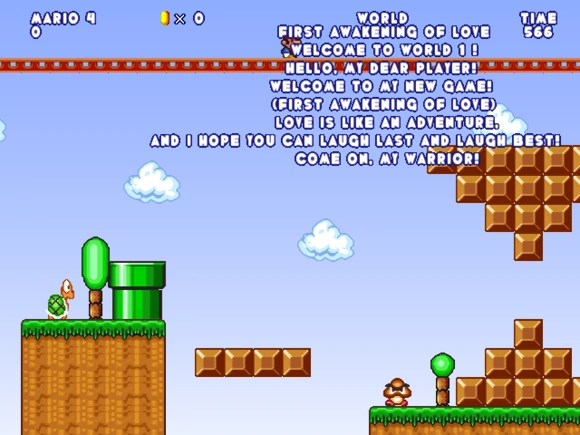 MARIO 4
0
× 0
WORLD
FIRST AWAKENING OF LOVE
TIME
566
WELCOME TO WORLD 1 !
HELLO, MY DEAR PLAYER!
WELCOME TO MY NEW GAME!
(FIRST AWAKENING OF LOVE)
LOVE IS LIKE AN ADVENTURE,
AND I HOPE YOU CAN LAUGH LAST AND LAUGH BEST!
COME ON, MY WARRIOR!